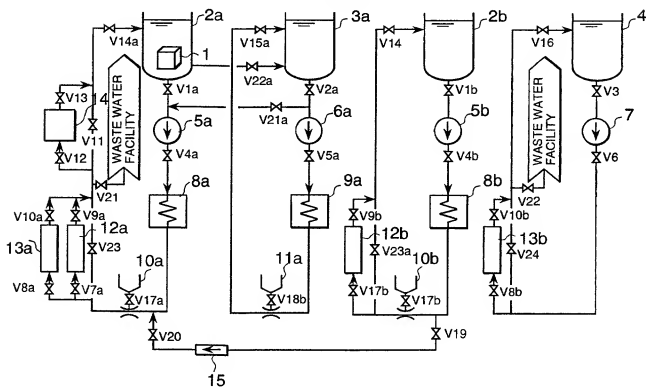 2a
3a
2b
4
V14a
1
V15a
V14
V16
V22a
V13
14
V1a
V2a
V1b
V3
V21a
6a
5b
7
V11
WASTE WATER FACILITY
5a
WASTE WATER FACILITY
V12
V4a
V5a
V4b
V6
V21
8a
9a
8b
V22
V10a
V9a
12a
V9b
12b
V10b
13b
13a
V23
V23a
V24
10a
11a
10b
V8a
V7a
V17a
V18b
V17b
V17b
V8b
V20
V19
15